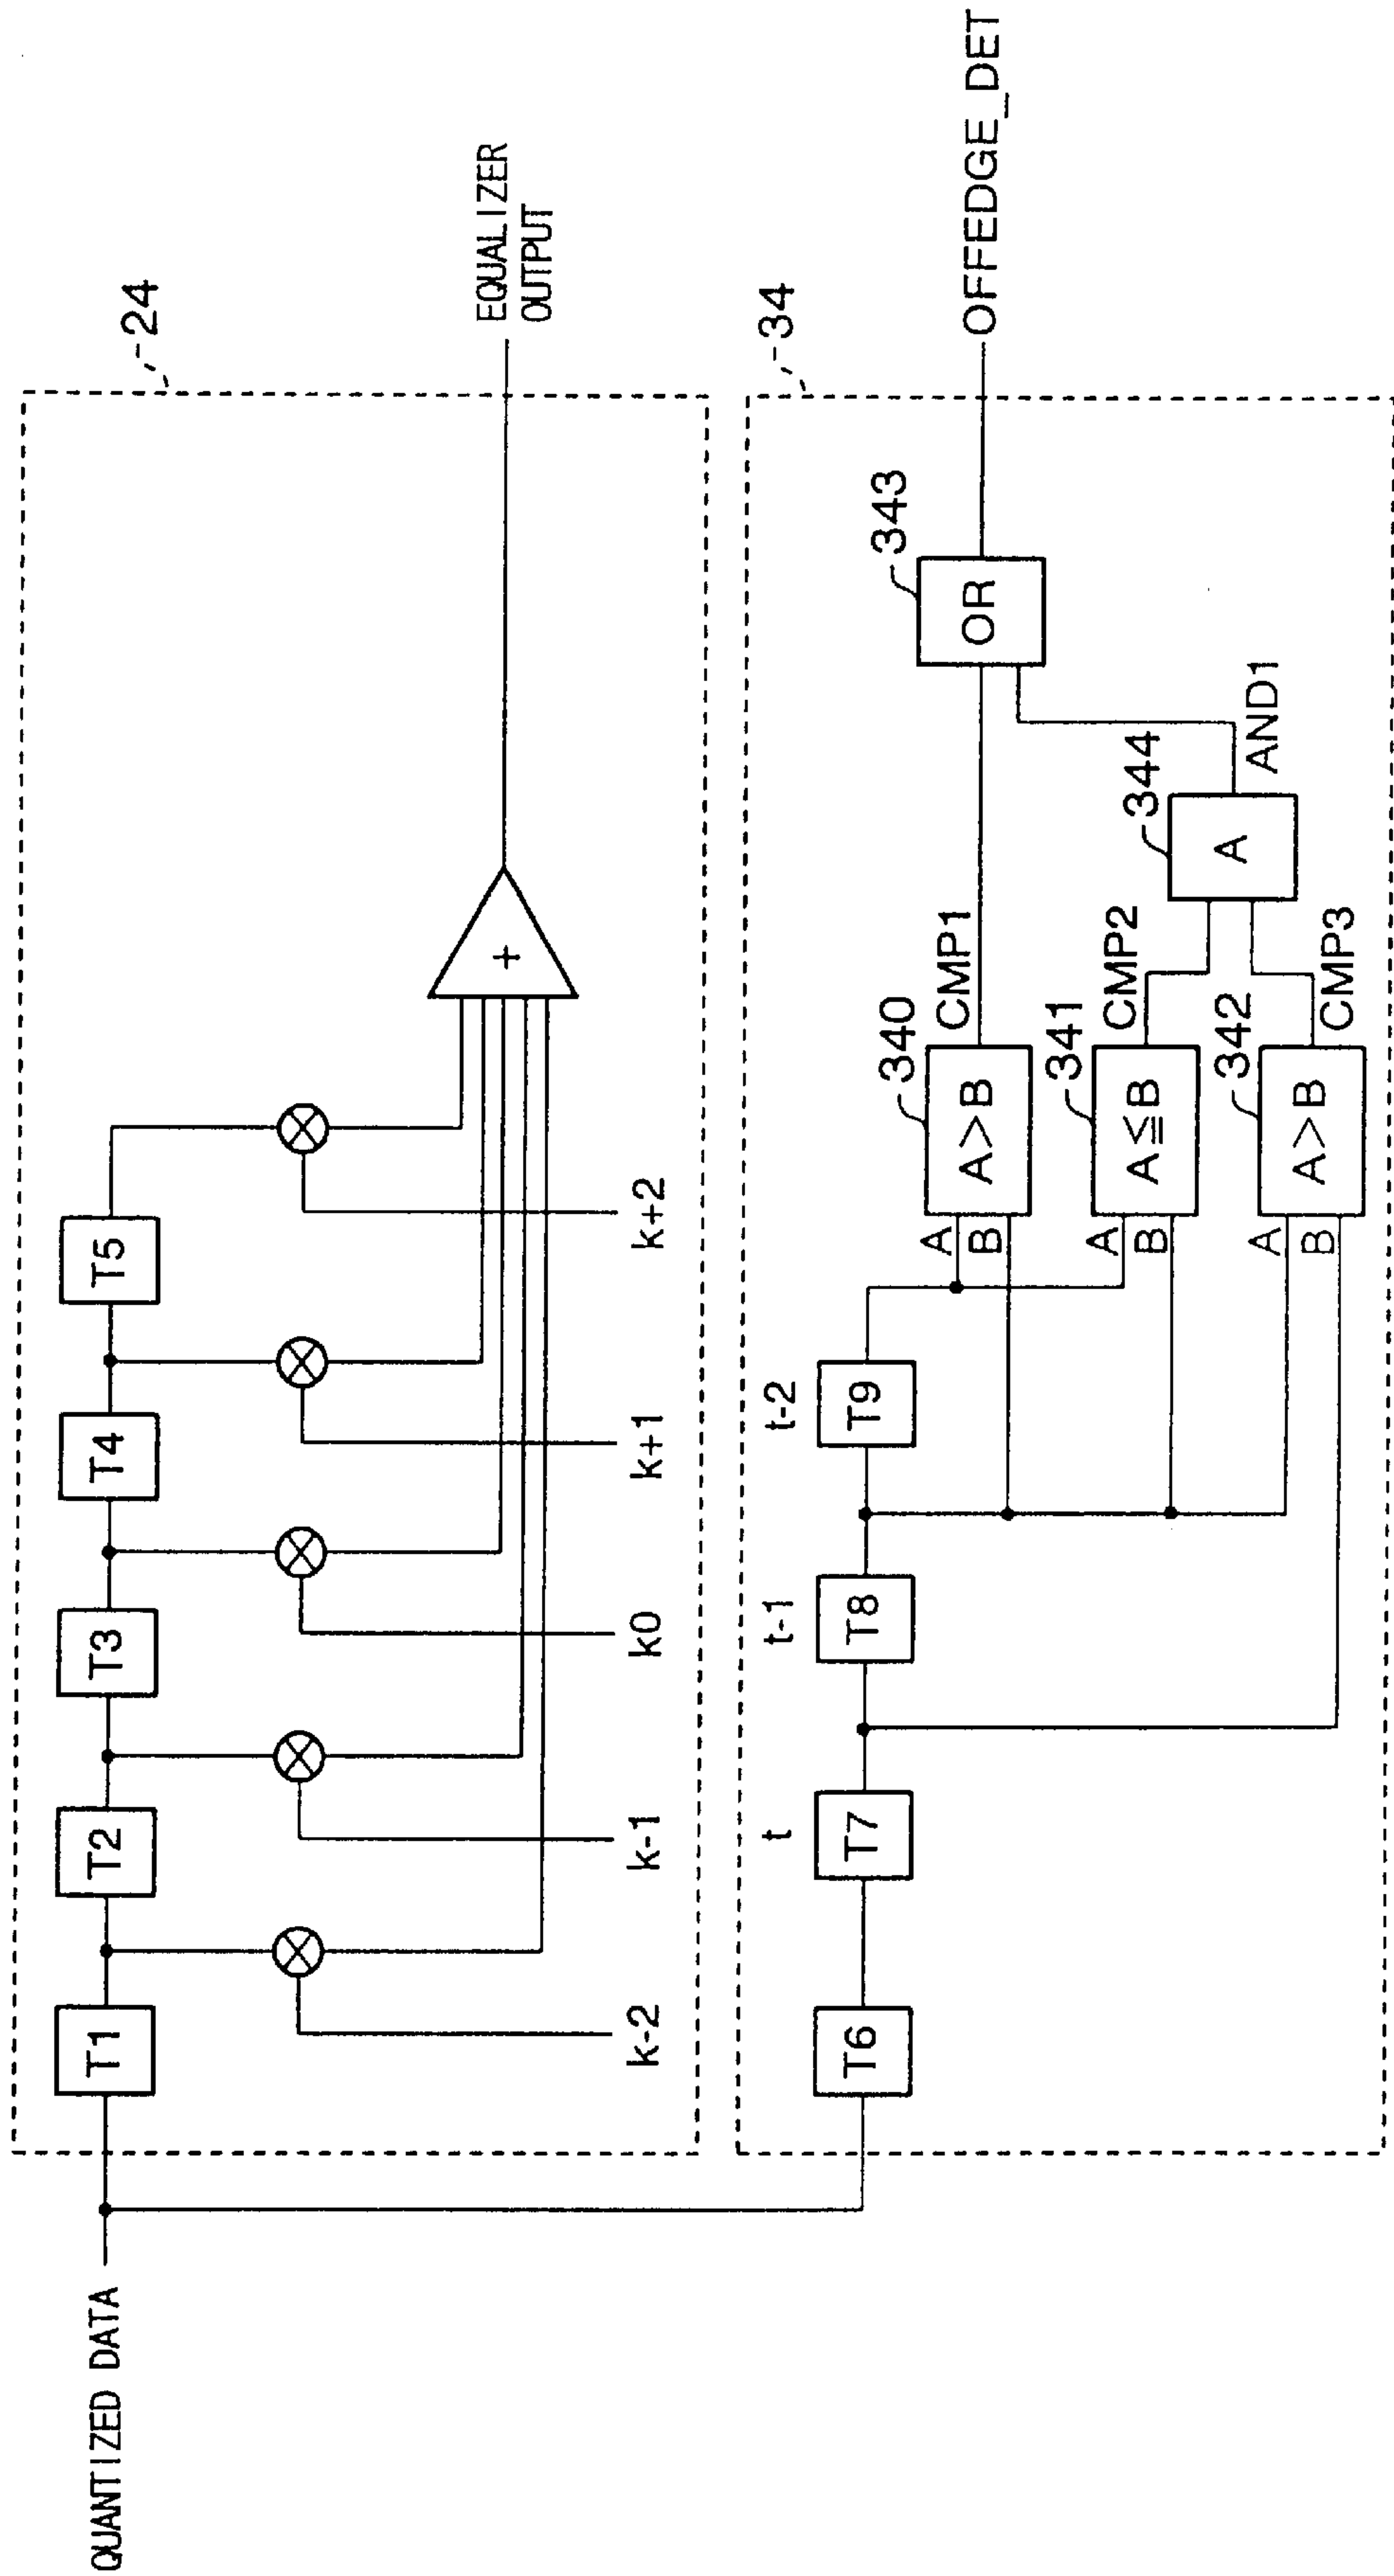 QUANTIZED DATA
T1
T2
T3
T4
T5
k-2
k-1
k0
k+1
k+2
+
EQUALIZER
OUTPUT
24
T6
t
T7
t-1
T8
t-2
T9
A
B
A>B
340
CMP1
A
B
A≦B
341
CMP2
A
B
A>B
342
CMP3
A
344
AND1
OR
343
34
OFFEDGE_DET